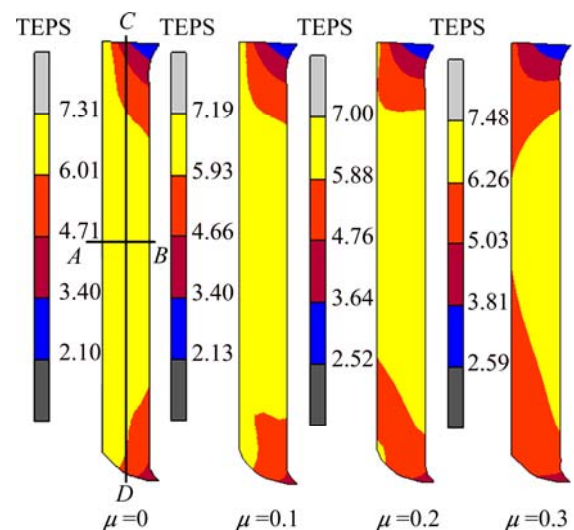 TEPS
7.31
6.01
4.71
3.40
2.10
C
A
B
D
μ=0
TEPS
7.19
5.93
4.66
3.40
2.13
μ=0.1
TEPS
7.00
5.88
4.76
3.64
2.52
μ=0.2
TEPS
7.48
6.26
5.03
3.81
2.59
μ=0.3